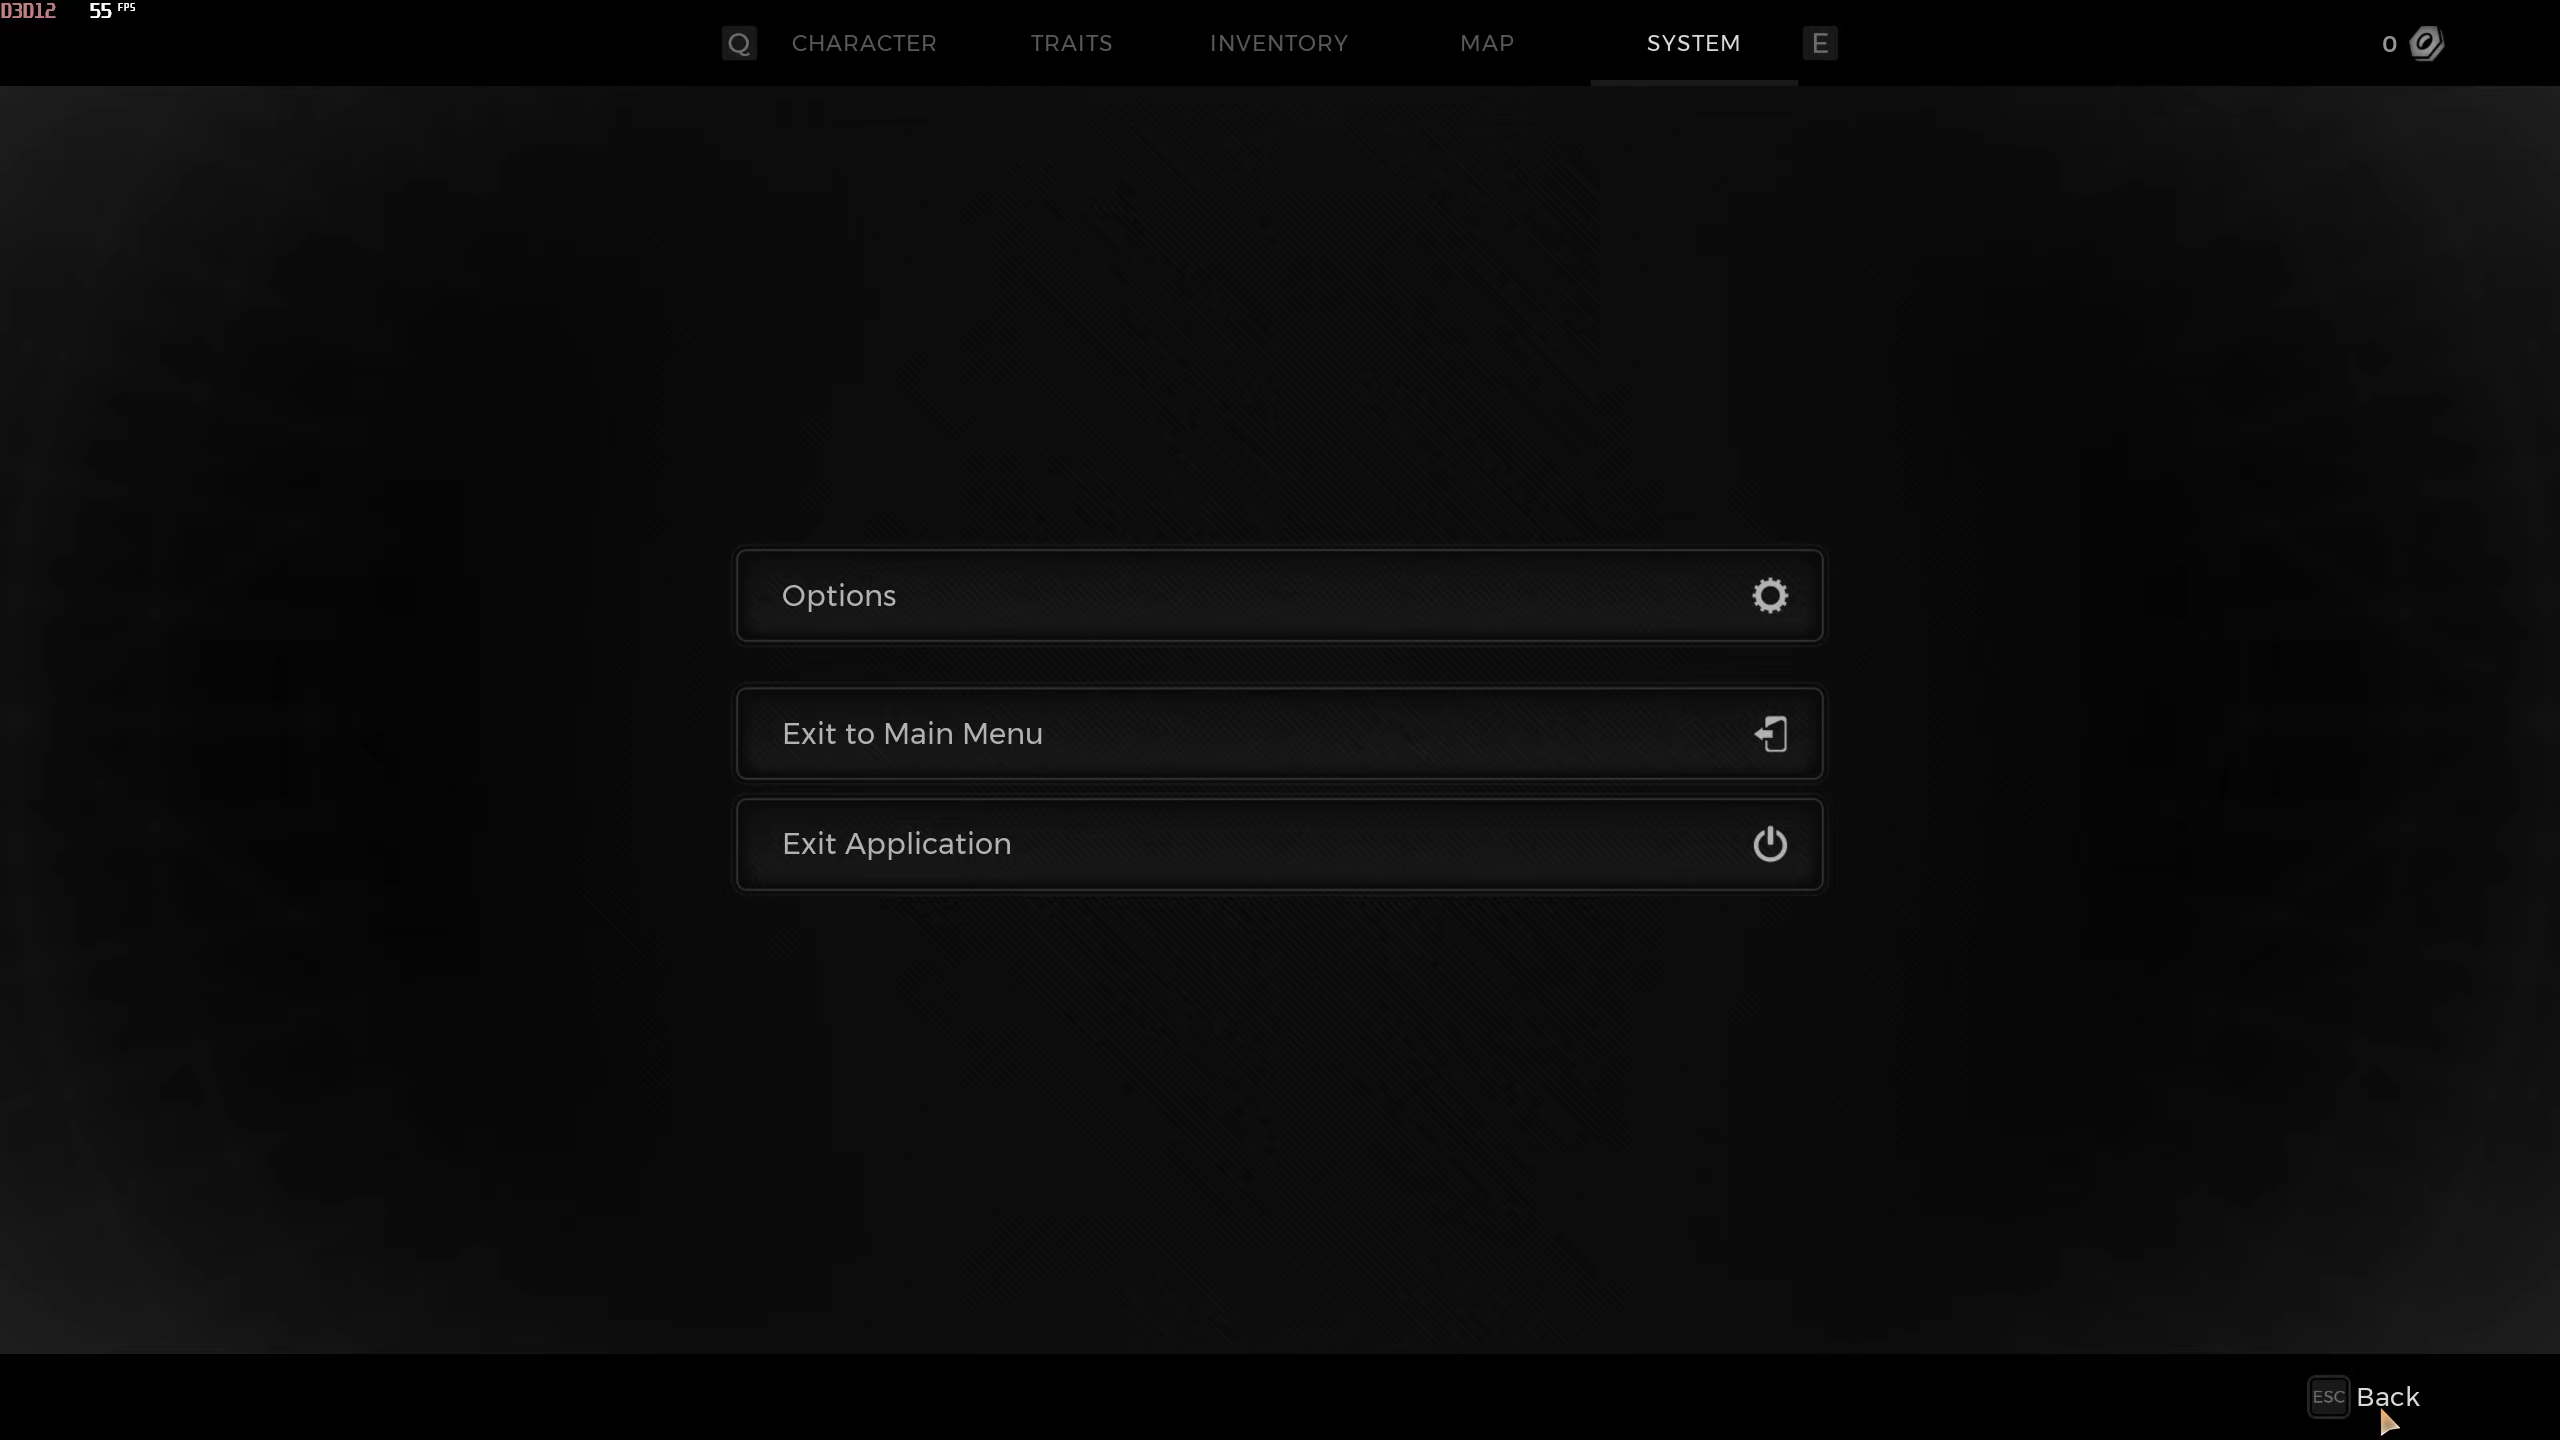 D3D12 55 FPS
Q CHARACTER TRAITS INVENTORY MAP SYSTEM E 0
Options
Exit to Main Menu
Exit Application
ESC Back